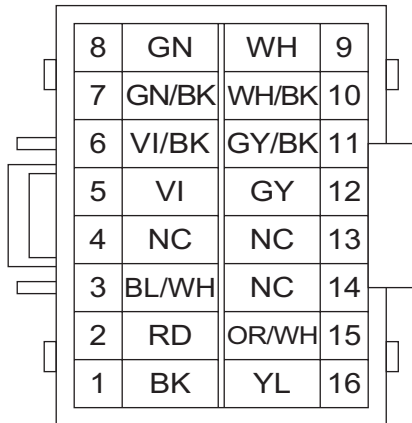 8 GN WH 9
7 GN/BK WH/BK 10
6 VI/BK GY/BK 11
5 VI GY 12
4 NC NC 13
3 BL/WH NC 14
2 RD OR/WH 15
1 BK YL 16